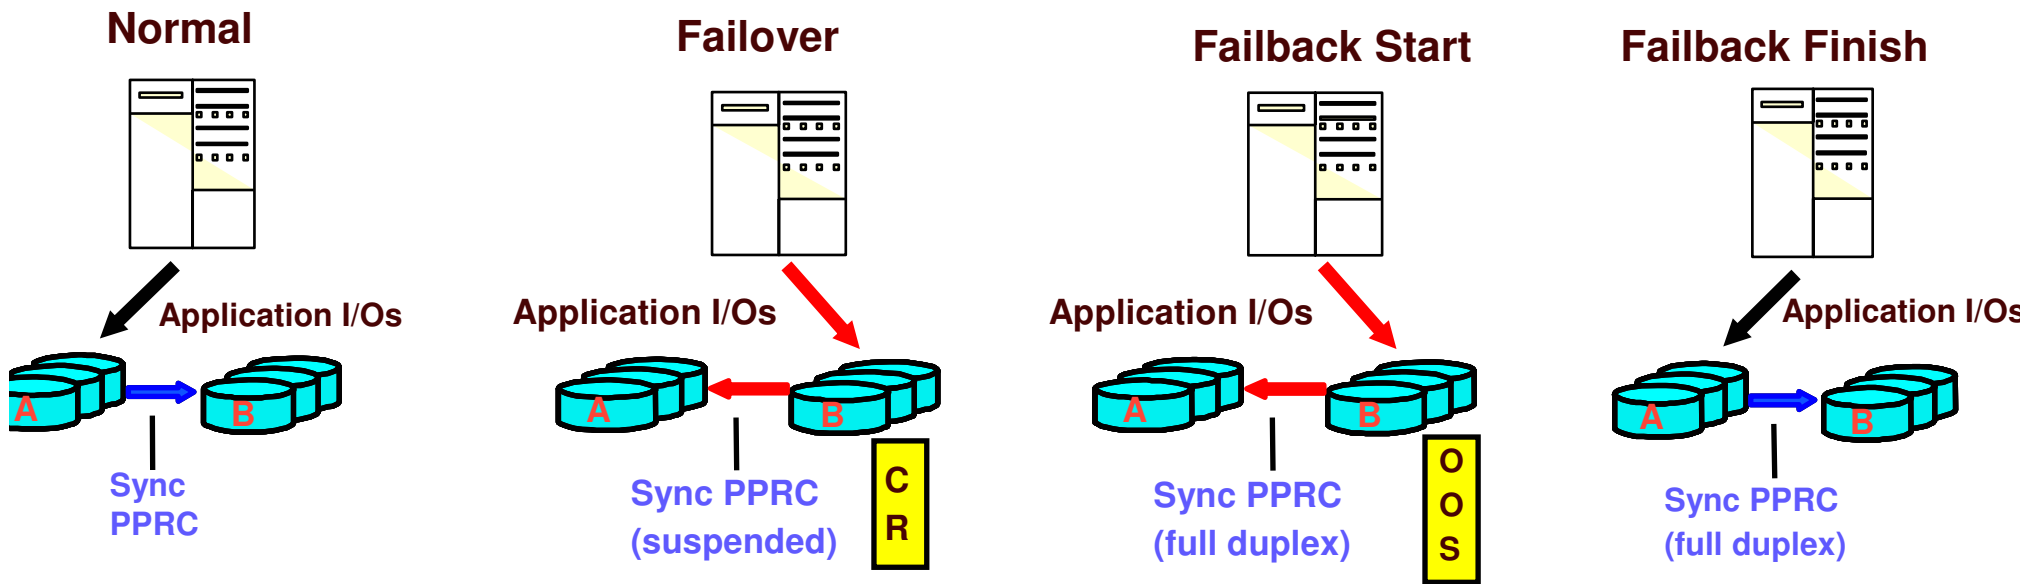 Normal
Application I/Os
A
B
Sync
PPRC
Failover
Application I/Os
A
B
Sync PPRC
(suspended)
C
R
Failback Start
Application I/Os
A
B
Sync PPRC
(full duplex)
O
O
S
Failback Finish
Application I/Os
A
B
Sync PPRC
(full duplex)